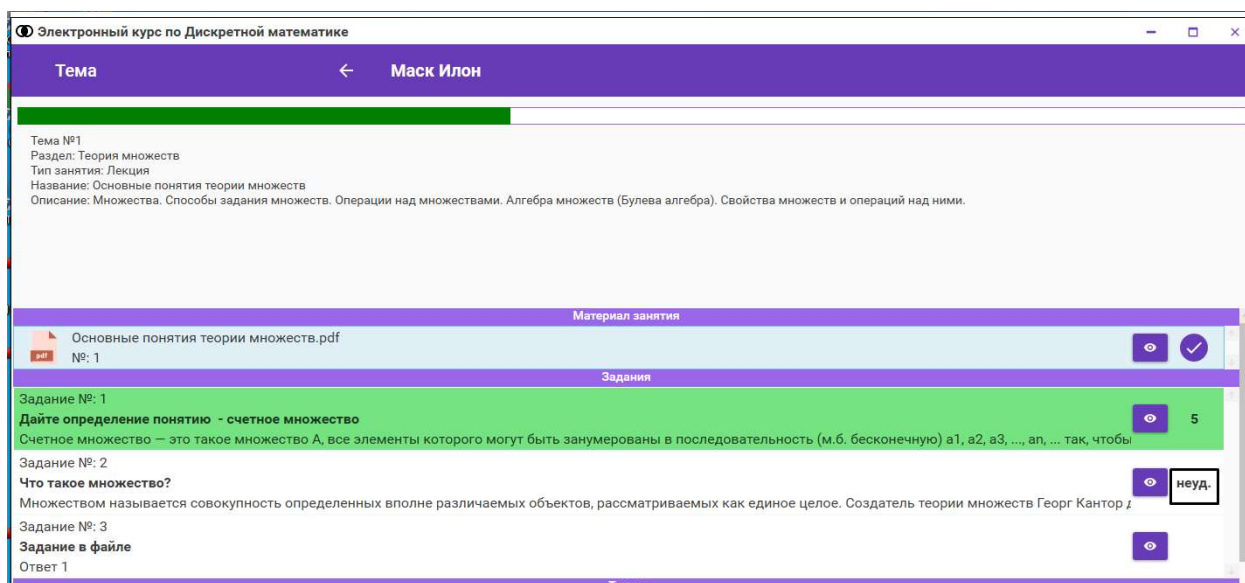 Электронный курс по Дискретной математике
Тема
Маск Илон
Тема №1
Раздел: Теория множеств
Тип занятия: Лекция
Название: Основные понятия теории множеств
Описание: Множества. Способы задания множеств. Операции над множествами. Алгебра множеств (Булева алгебра). Свойства множеств и операций над ними.
Материал занятия
pdf
Основные понятия теории множеств.pdf
№: 1
Задания
Задание №: 1
Дайте определение понятию - счетное множество
5
Счетное множество — это такое множество А, все элементы которого могут быть занумерованы в последовательность (м.б. бесконечную) a1, a2, a3, ..., an, ... так, чтобы
Задание №: 2
Что такое множество?
неуд.
Множеством называется совокупность определенных вполне различаемых объектов, рассматриваемых как единое целое. Создатель теории множеств Георг Кантор
Задание №: 3
Задание в файле
Ответ 1